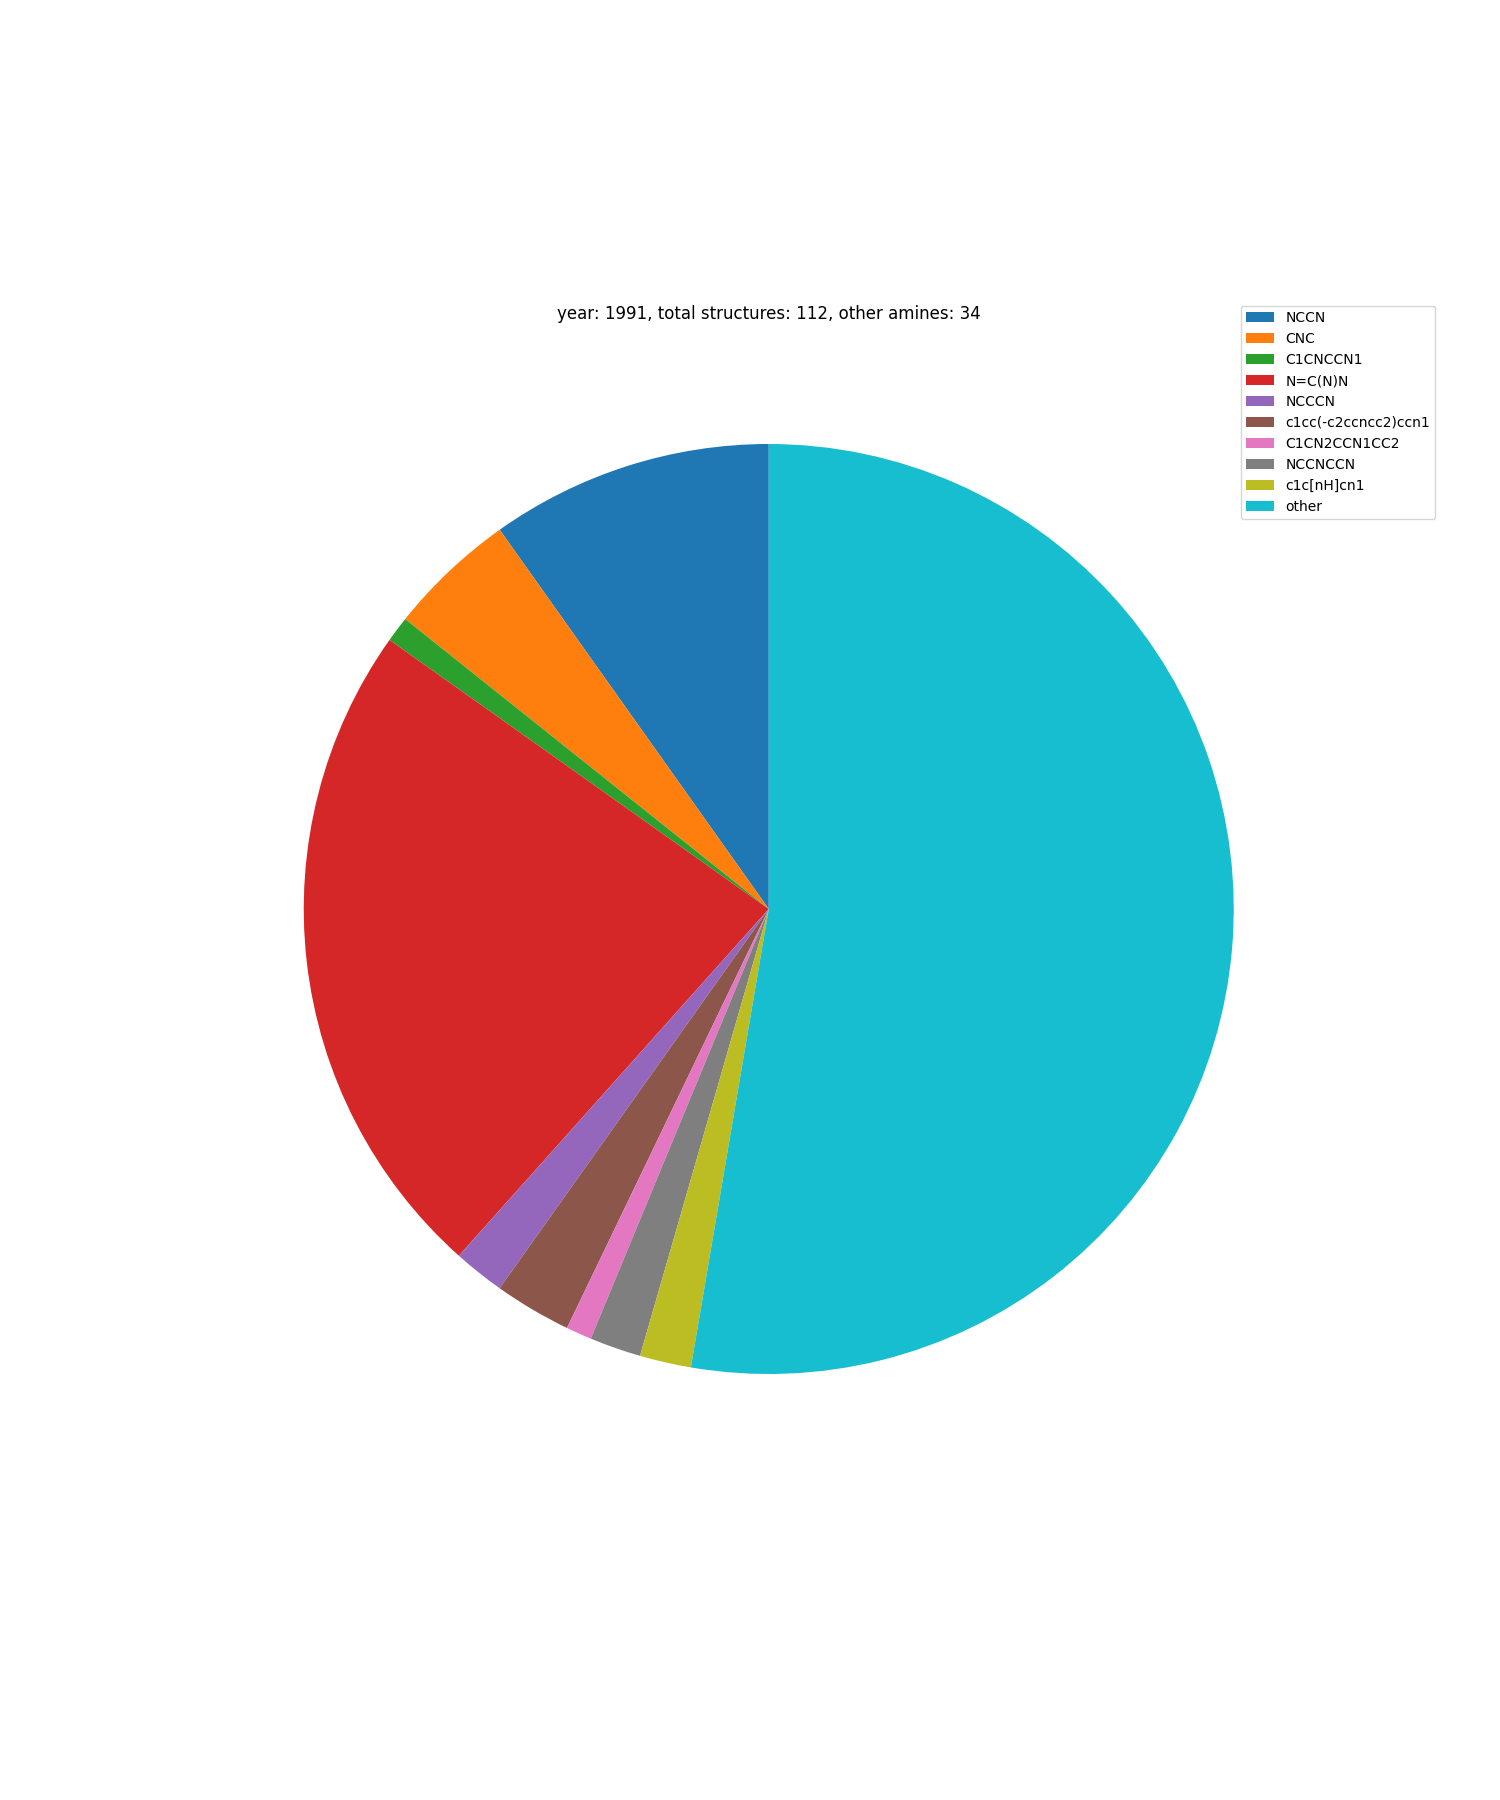 year: 1991, total structures: 112, other amines: 34
NCCN
CNC
C1CNCCN1
N=C(N)N
NCCCN
c1cc(-c2ccncc2)ccn1
C1CN2CCN1CC2
NCCNCCN
c1c[nH]cn1
other